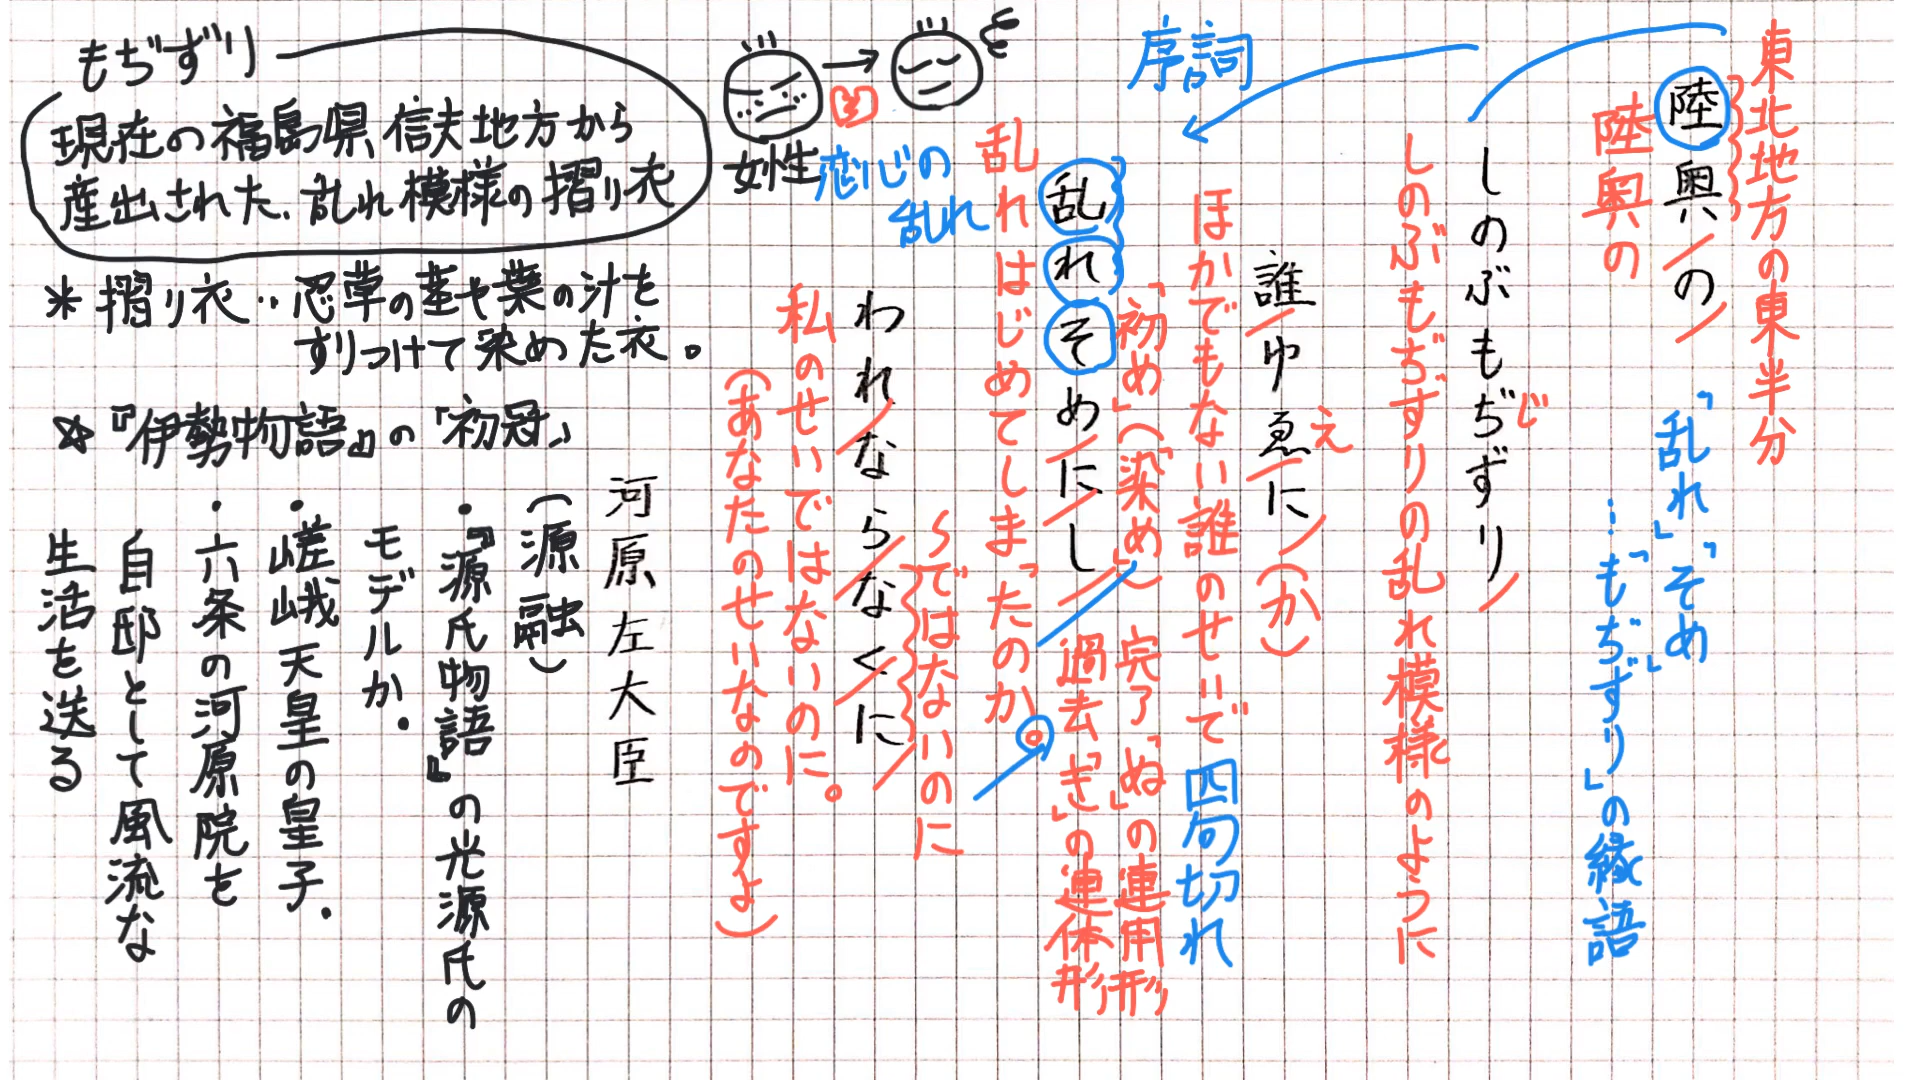 東北地方の東半分
陸奥の
陸奥の
「乱れ」「そめ」
…「もぢずり」の縁語
しのぶもぢずり
じ
しのぶもぢずりの乱れ模様のように
序詞
誰ゆゑに
え
(か)
ほかでもない誰のせいで
四句切れ
乱れそめにし
「初め」(「染め」)
完了「ぬ」の連用形
過去「き」の連体形
乱れはじめてしまったのか。
われならなくに
〜ではないのに
私のせいではないのに。
(あなたのせいなのですよ)
女性
恋心の
乱れ
河原左大臣
(源融)
・『源氏物語』の光源氏の
モデルか.
・嵯峨天皇の皇子.
・六条の河原院を
自邸として風流な
生活を送る
もぢずり
現在の福島県信夫地方から
産出された、乱れ模様の摺り衣
＊摺り衣‥忍草の茎や葉の汁を
すりつけて染めた衣。
☆『伊勢物語』の「初冠」